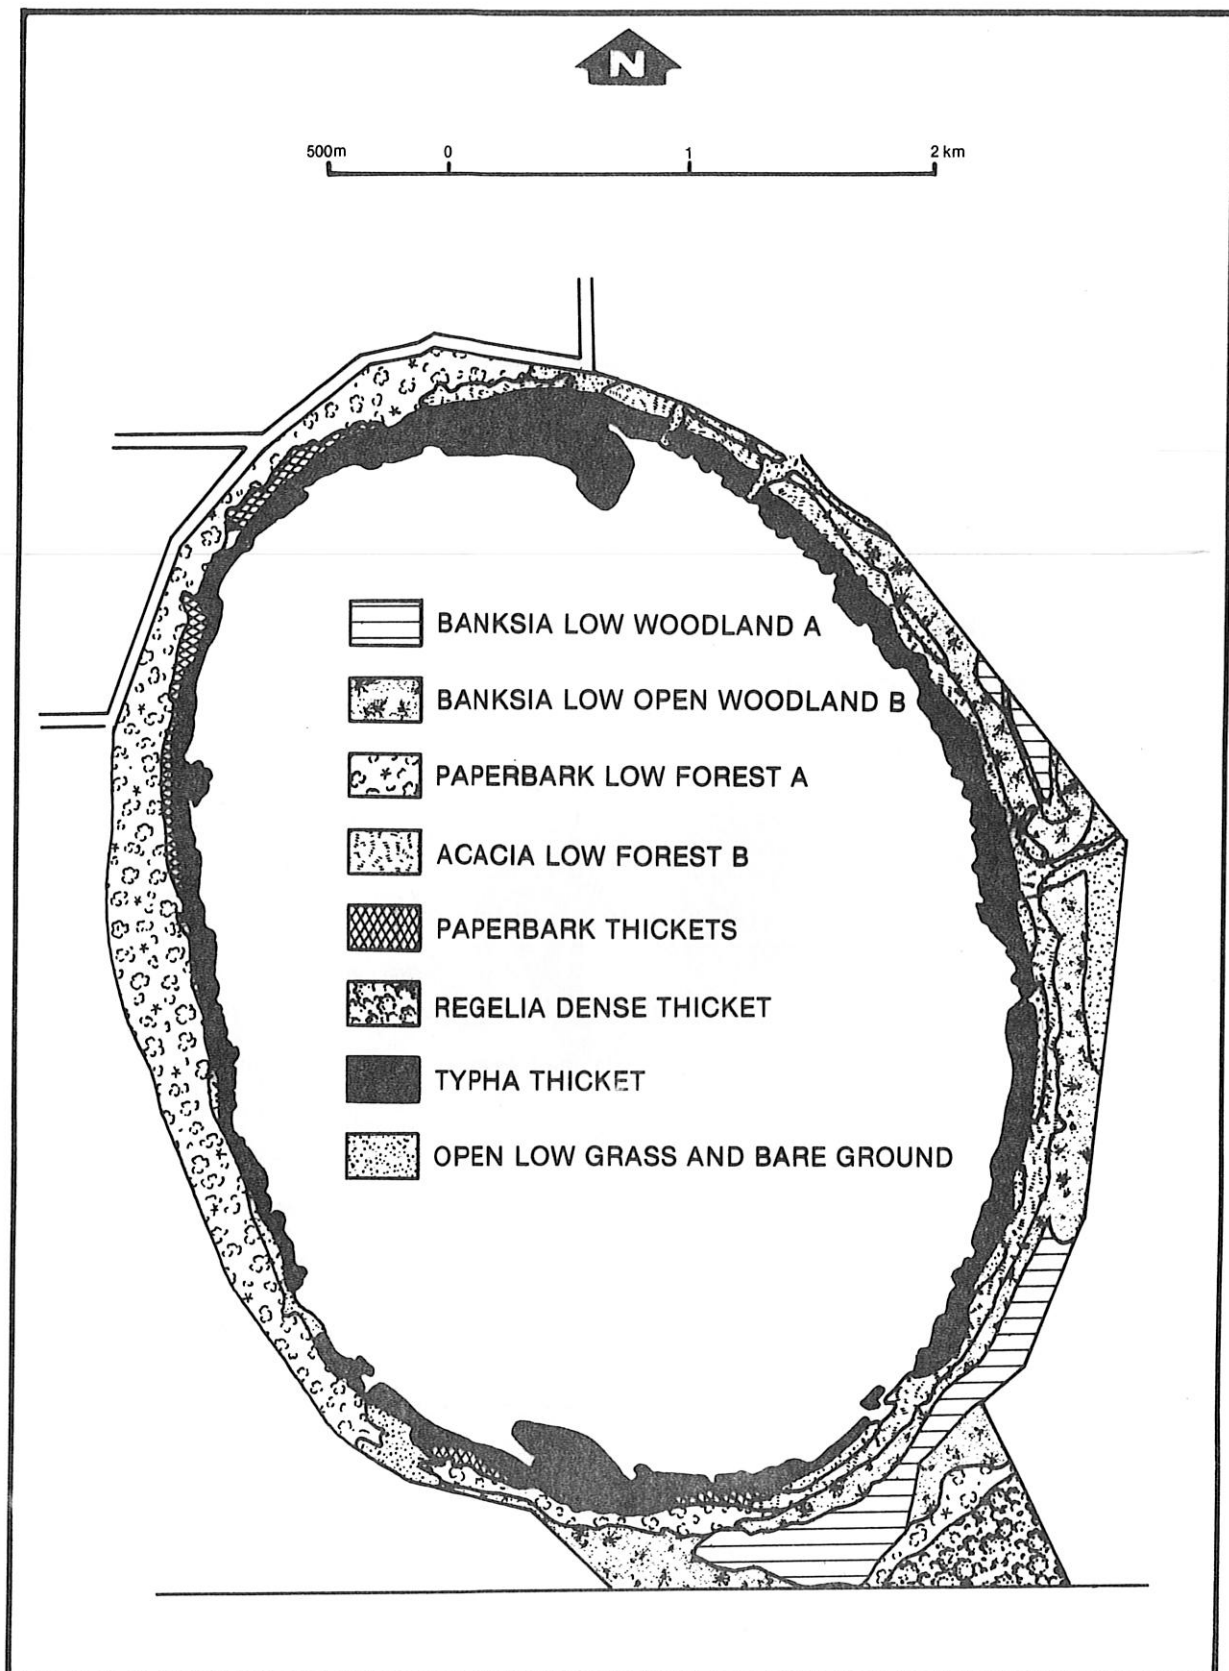 N
500m 0 1 2 km
BANKSIA LOW WOODLAND A
BANKSIA LOW OPEN WOODLAND B
PAPERBARK LOW FOREST A
ACACIA LOW FOREST B
PAPERBARK THICKETS
REGELIA DENSE THICKET
TYPHA THICKET
OPEN LOW GRASS AND BARE GROUND